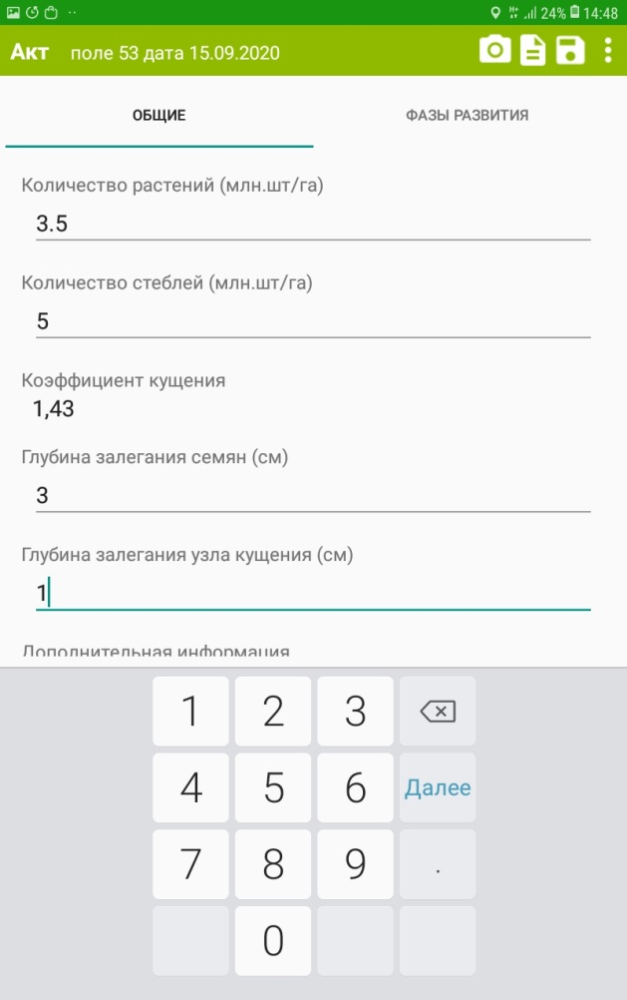 24% 14:48
Акт поле 53 дата 15.09.2020
ОБЩИЕ ФАЗЫ РАЗВИТИЯ
Количество растений (млн.шт/га)
3.5
Количество стеблей (млн.шт/га)
5
Коэффициент кущения
1,43
Глубина залегания семян (см)
3
Глубина залегания узла кущения (см)
1
Дополнительная информация
1 2 3
4 5 6 Далее
7 8 9 .
0